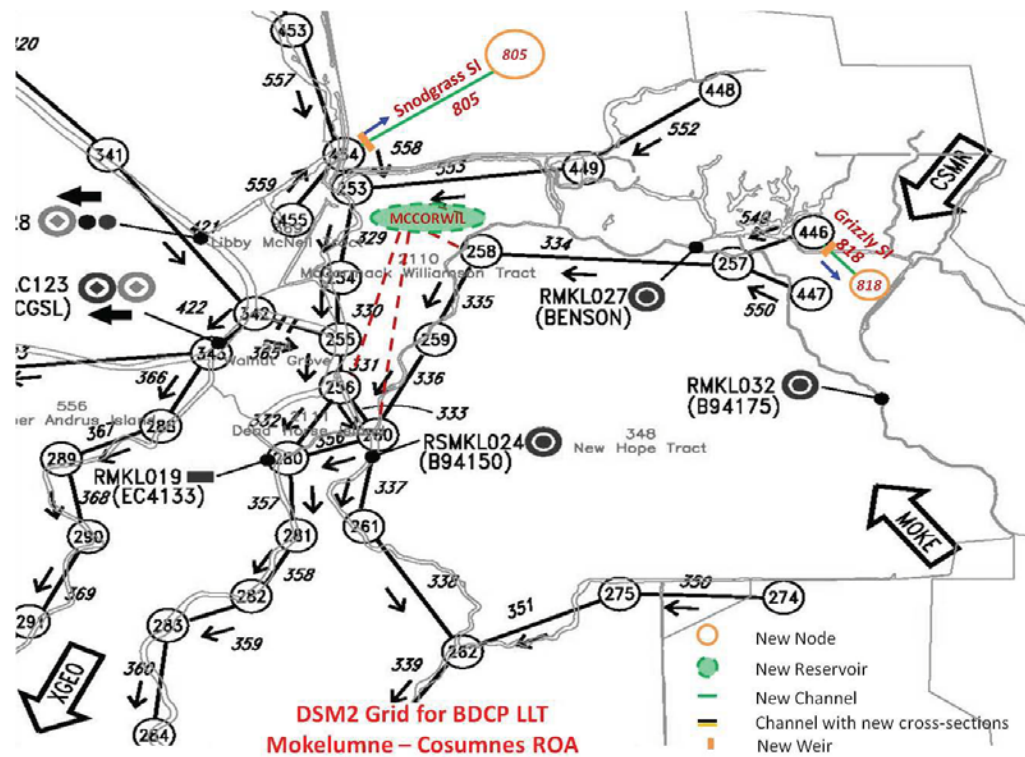 420
453
557
805
Snodgrass Sl
805
448
552
341
454
558
449
553
559
253
CSMR
455
421
Libby McNeil Tract
329
MCCORWIL
549
446
Grizzly Sl
818
334
258
257
447
550
818
McCormack Williamson Tract
RMKL027
(BENSON)
335
AC123
CGSL)
422
342
330
255
259
343
365
Walnut Grove
331
336
RMKL032
(B94175)
366
256
333
556
332
Dead Horse Island
348
New Hope Tract
367
289
356
280
RSMKL024
(B94150)
RMKL019
(EC4133)
357
337
368
290
281
261
MOKE
358
338
369
282
275
350
274
291
283
351
359
262
XGEO
360
339
284
New Node
New Reservoir
New Channel
Channel with new cross-sections
New Weir
DSM2 Grid for BDCP LLT
Mokelumne – Cosumnes ROA